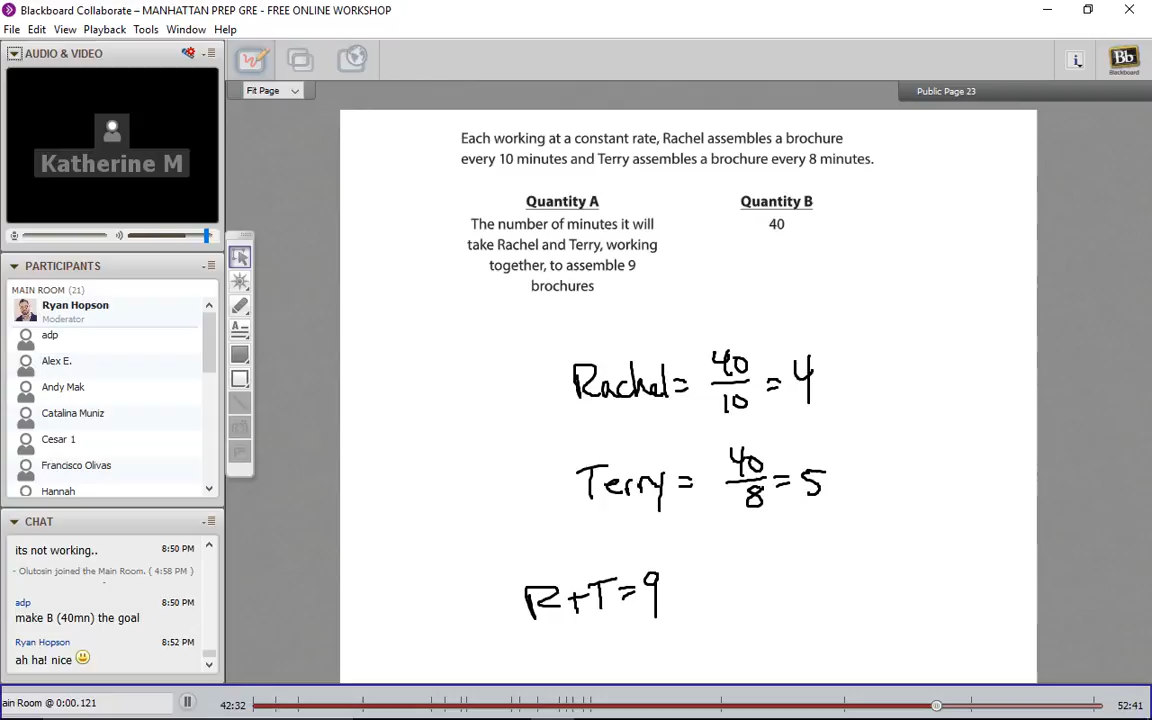 Blackboard Collaborate – MANHATTAN PREP GRE - FREE ONLINE WORKSHOP
File Edit View Playback Tools Window Help
AUDIO & VIDEO
Katherine M
PARTICIPANTS
MAIN ROOM (21)
Ryan Hopson
Moderator
adp
Alex E.
Andy Mak
Catalina Muniz
Cesar 1
Francisco Olivas
Hannah
CHAT
its not working.. 8:50 PM
- Olutosin joined the Main Room. ( 4:58 PM ) -
adp 8:50 PM
make B (40mn) the goal
Ryan Hopson 8:52 PM
ah ha! nice
Fit Page
Bb
Blackboard
Public Page 23
Each working at a constant rate, Rachel assembles a brochure
every 10 minutes and Terry assembles a brochure every 8 minutes.
Quantity A
The number of minutes it will
take Rachel and Terry, working
together, to assemble 9
brochures
Quantity B
40
Rachel = 40/10 = 4
Terry = 40/8 = 5
R+T=9
ain Room @ 0:00.121
42:32
52:41